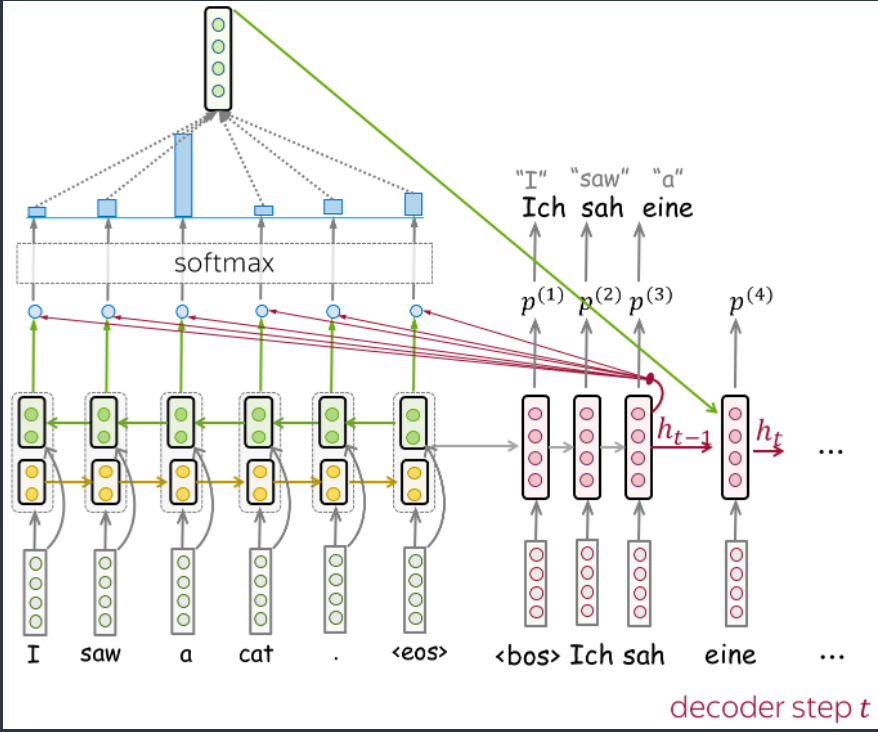 "I" "saw" "a"
Ich sah eine
softmax
p^{(1)} p^{(2)} p^{(3)} p^{(4)}
h_{t-1} h_t ...
I saw a cat . <eos> <bos> Ich sah eine ...
decoder step t